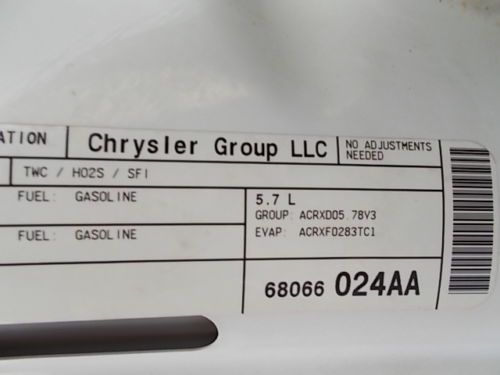 ATION
Chrysler Group LLC
NO ADJUSTMENTS
NEEDED
TWC / HO2S / SFI
FUEL: GASOLINE
5.7 L
GROUP: ACRXD05.78V3
FUEL: GASOLINE
EVAP: ACRXF0283TC1
68066 024AA